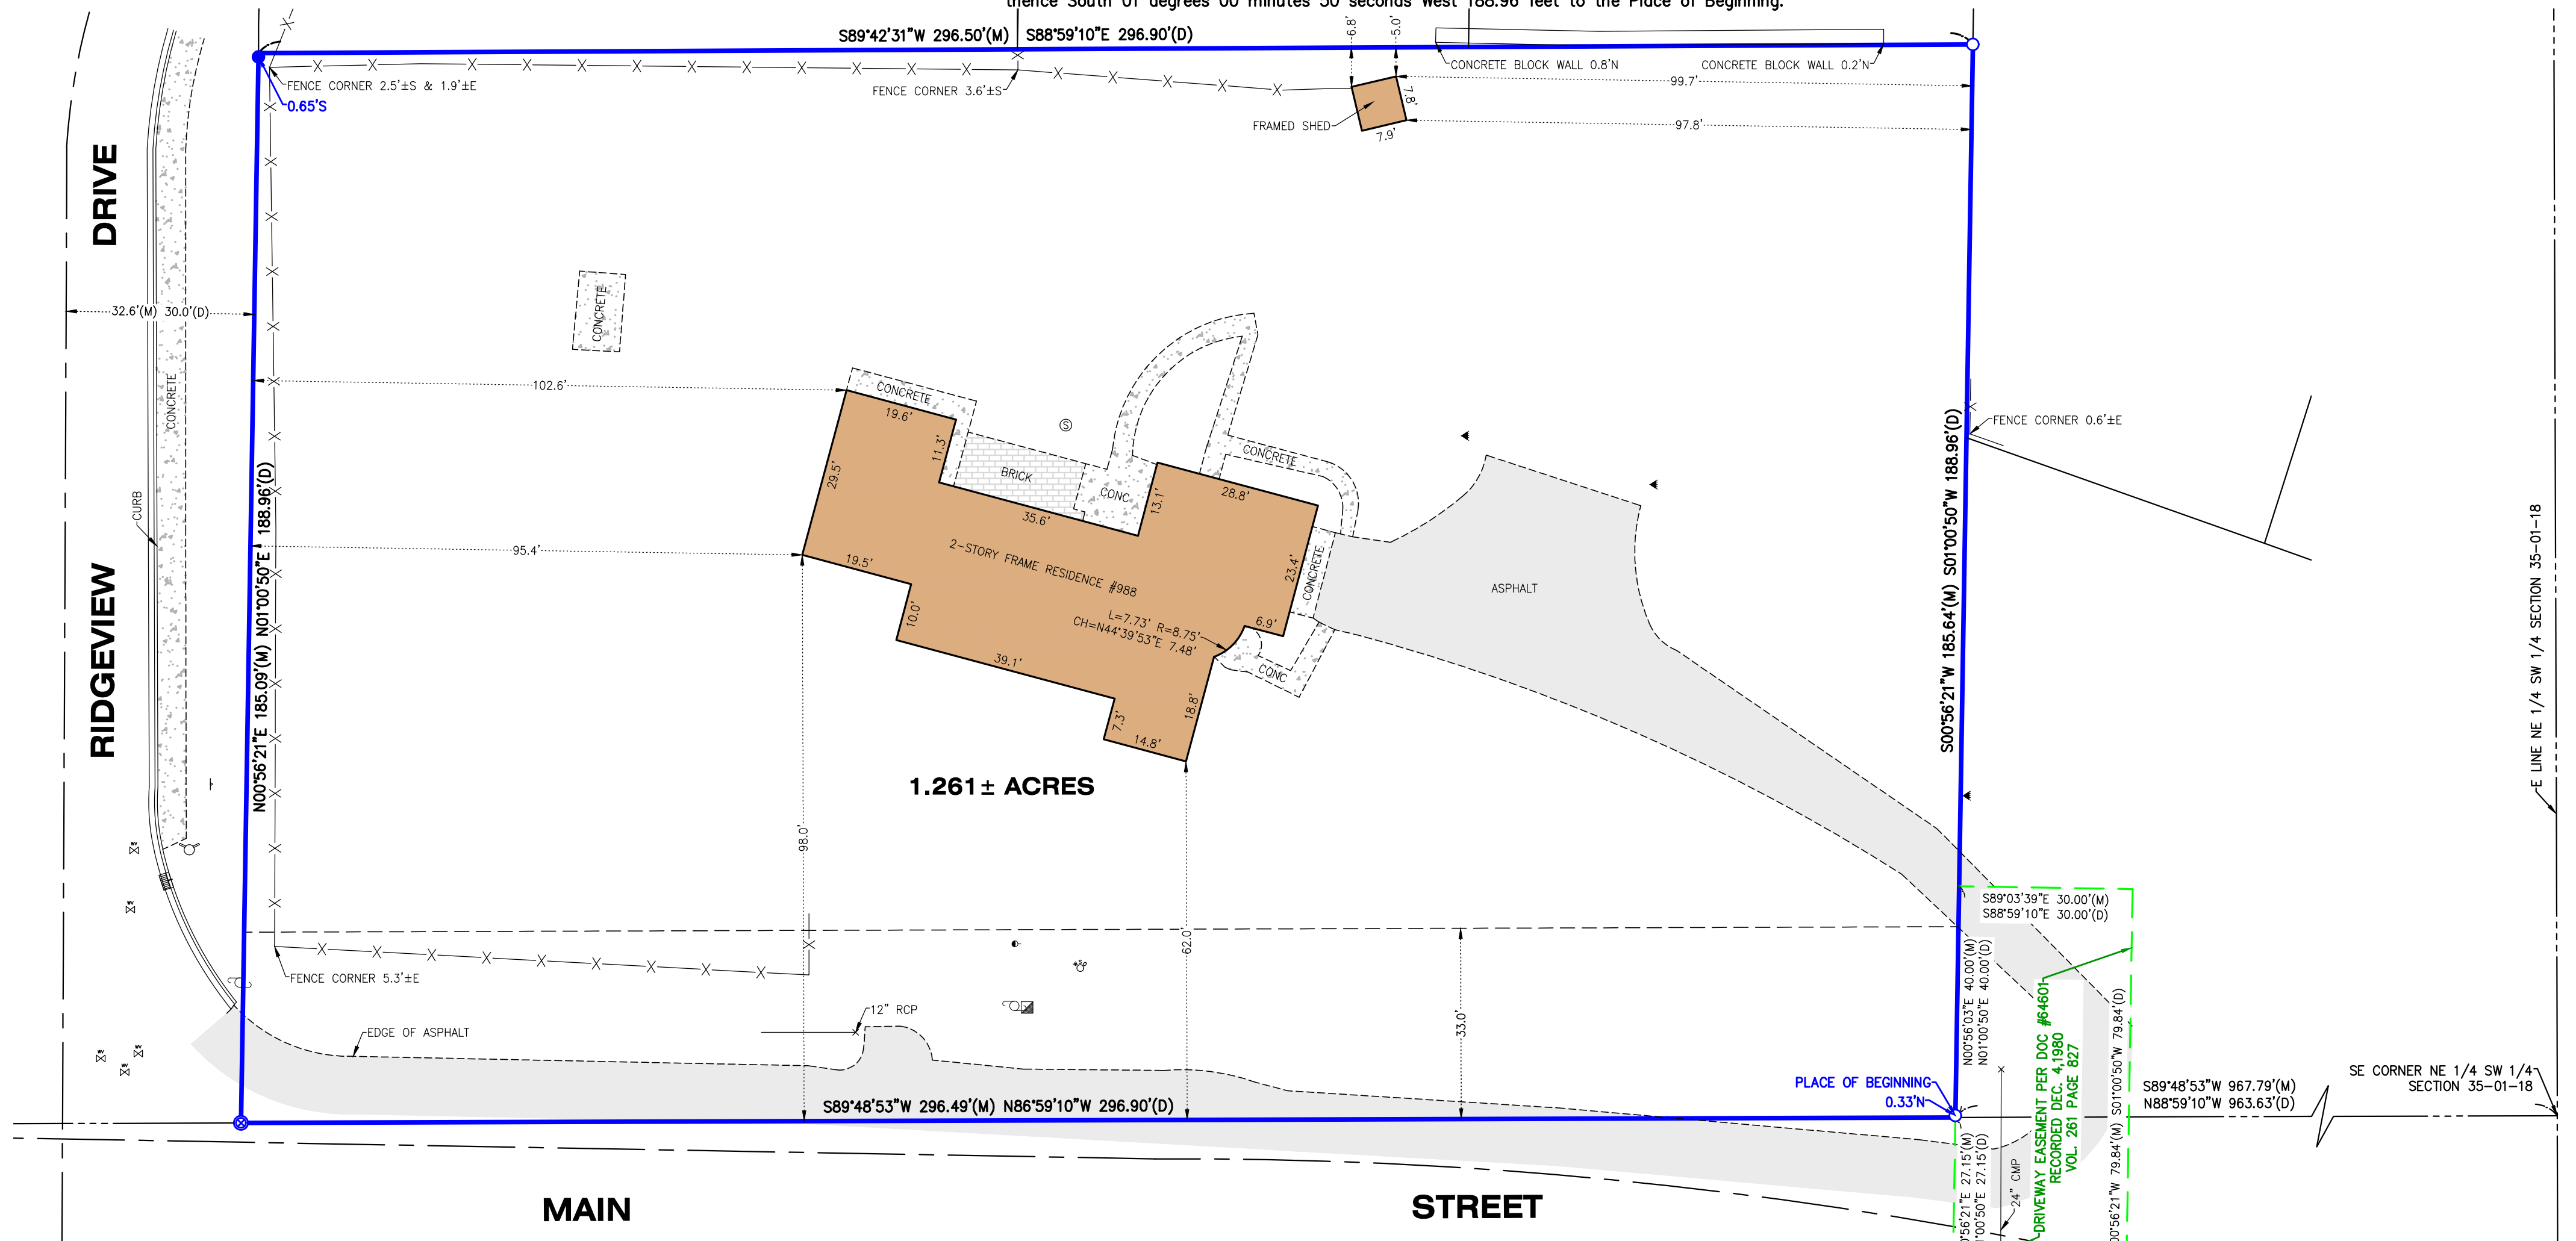 thence South 01 degrees 00 minutes 50 seconds West 188.96 feet to the Place of Beginning.
S89°42'31"W 296.50'(M)
S88°59'10"E 296.90'(D)
6.8'
5.0'
CONCRETE BLOCK WALL 0.8'N
CONCRETE BLOCK WALL 0.2'N
FENCE CORNER 2.5'±S & 1.9'±E
0.65'S
FENCE CORNER 3.6'±S
99.7'
7.8'
FRAMED SHED
7.9'
97.8'
DRIVE
32.6'(M) 30.0'(D)
CONCRETE
CONCRETE
102.6'
CONCRETE
19.6'
11.3'
29.5'
BRICK
CONC.
13.1'
S
CONCRETE
28.8'
35.6'
FENCE CORNER 0.6'±E
CURB
N00°56'21"E 185.09'(M) N01°00'50"E 188.96'(D)
S00°56'21"W 185.64'(M) S01°00'50"W 188.96'(D)
E LINE NE 1/4 SW 1/4 SECTION 35-01-18
95.4'
19.5'
2-STORY FRAME RESIDENCE #988
23.4'
CONCRETE
ASPHALT
10.0'
L=7.73' R=8.75'
CH=N44°39'53"E 7.48'
6.9'
CONC
39.1'
18.8'
7.3'
14.8'
RIDGEVIEW
1.261± ACRES
98.0'
62.0'
33.0'
S89°03'39"E 30.00'(M)
S88°59'10"E 30.00'(D)
N00°56'03"E 40.00'(M)
N01°00'50"E 40.00'(D)
FENCE CORNER 5.3'±E
12" RCP
EDGE OF ASPHALT
DRIVEWAY EASEMENT PER DOC #64601
RECORDED DEC. 4,1980
VOL. 261 PAGE 827
PLACE OF BEGINNING
0.33'N
S89°48'53"W 296.49'(M) N86°59'10"W 296.90'(D)
S89°48'53"W 967.79'(M)
N88°59'10"W 963.63'(D)
SE CORNER NE 1/4 SW 1/4
SECTION 35-01-18
°56'21"E 27.15'(M)
°00'50"E 27.15'(D)
24" CMP
00°56'21"W 79.84'(M) S01°00'50"W 79.84'(D)
MAIN
STREET